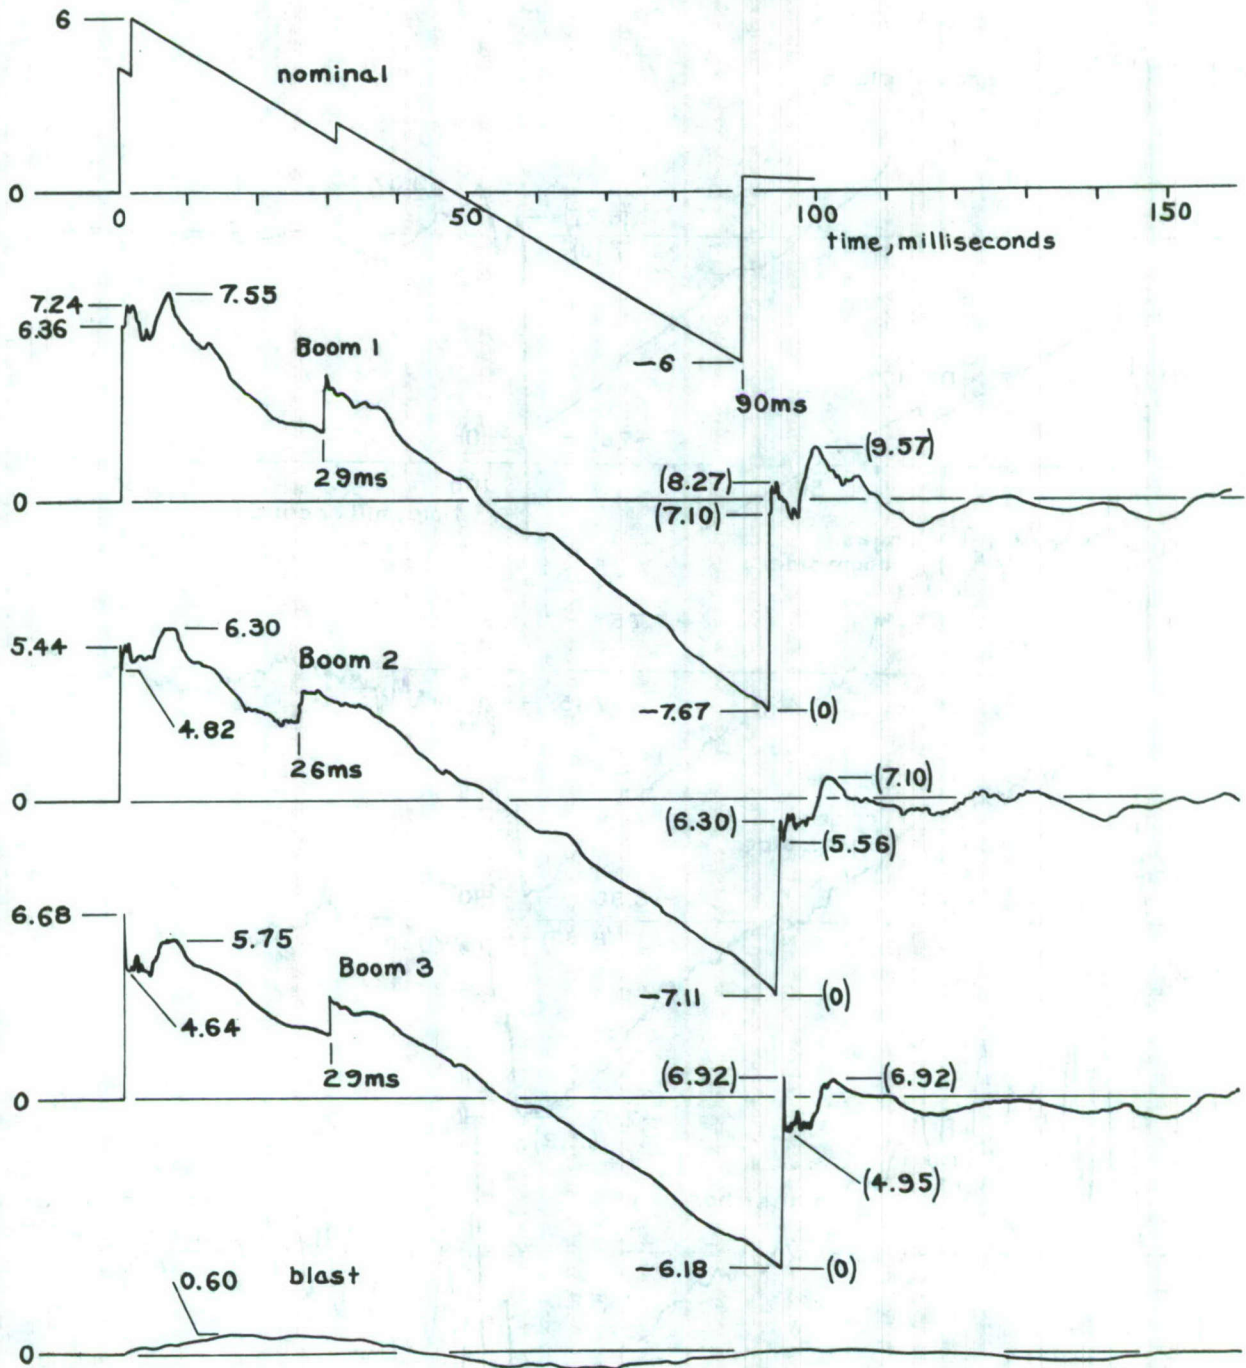 6
nominal
0
0 50 100 150
time, milliseconds
7.24
7.55
6.36
Boom 1
-6
90ms
(9.57)
29ms
(8.27)
(7.10)
0
6.30
5.44
Boom 2
-7.67 (0)
4.82
26ms
(7.10)
0
(6.30)
(5.56)
6.68
5.75
Boom 3
-7.11 (0)
4.64
29ms
(6.92) (6.92)
0
(4.95)
-6.18 (0)
0.60 blast
0